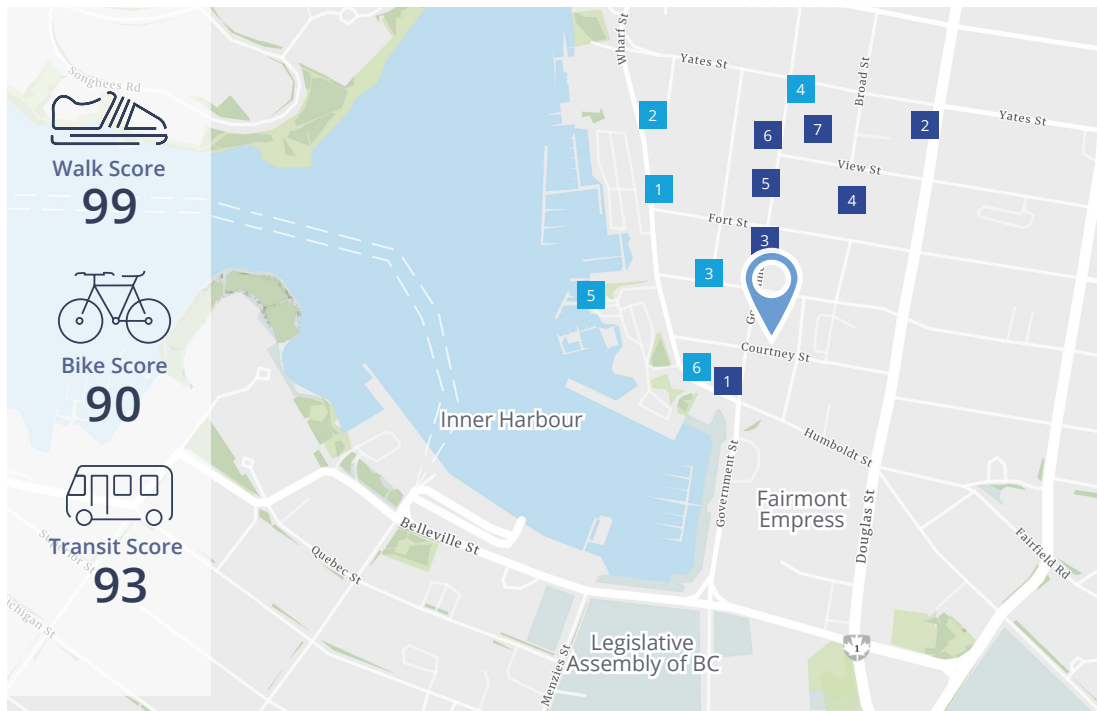 Walk Score
99
Bike Score
90
Transit Score
93
Songhees Rd
Wharf St
Yates St
Broad St
Yates St
4
2
6
7
2
View St
1
5
4
Fort St
3
3
5
Courtney St
6
1
Inner Harbour
Humboldt St
Government St
Fairmont
Empress
Douglas St
Belleville St
Quebec St
Fairfield Rd
Legislative
Assembly of BC
1
Menzies St